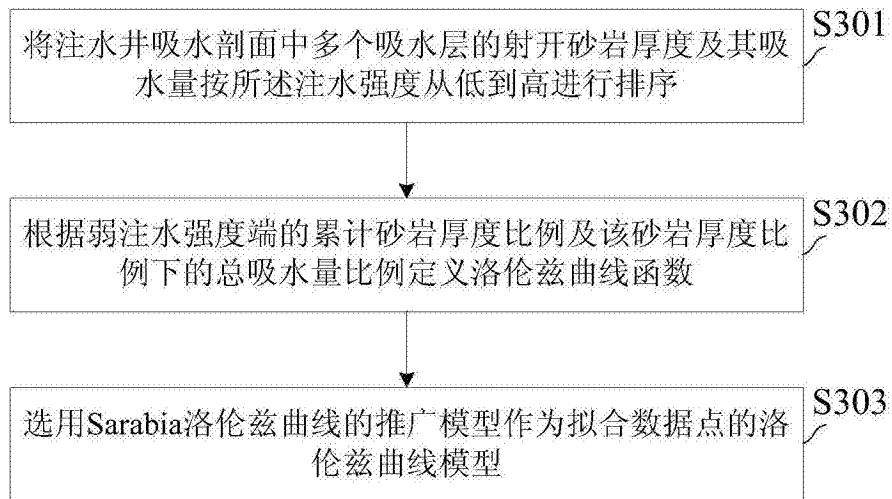 将注水井吸水剖面中多个吸水层的射开砂岩厚度及其吸
水量按所述注水强度从低到高进行排序
S301
根据弱注水强度端的累计砂岩厚度比例及该砂岩厚度比
例下的总吸水量比例定义洛伦兹曲线函数
S302
选用Sarabia洛伦兹曲线的推广模型作为拟合数据点的洛
伦兹曲线模型
S303